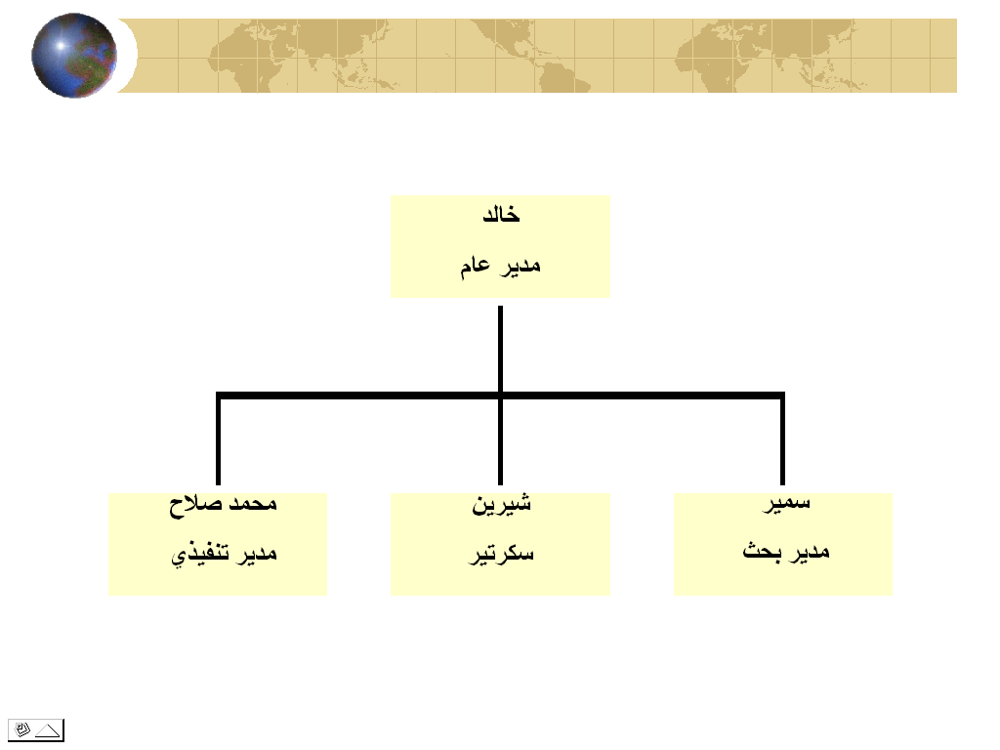 خالد
مدير عام
سمير
مدير بحث
شيرين
سكرتير
محمد صلاح
مدير تنفيذي